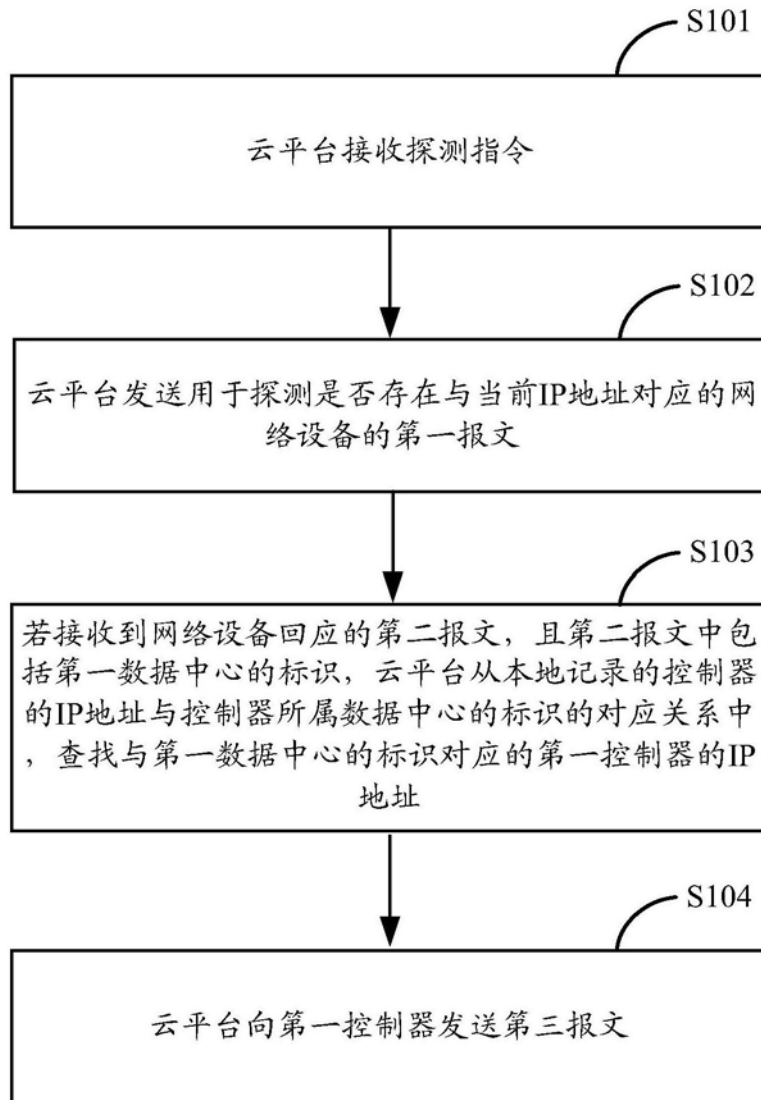 S101
云平台接收探测指令
S102
云平台发送用于探测是否存在与当前IP地址对应的网
络设备的第一报文
S103
若接收到网络设备回应的第二报文，且第二报文中包
括第一数据中心的标识，云平台从本地记录的控制器
的IP地址与控制器所属数据中心的标识的对应关系中
，查找与第一数据中心的标识对应的第一控制器的IP
地址
S104
云平台向第一控制器发送第三报文